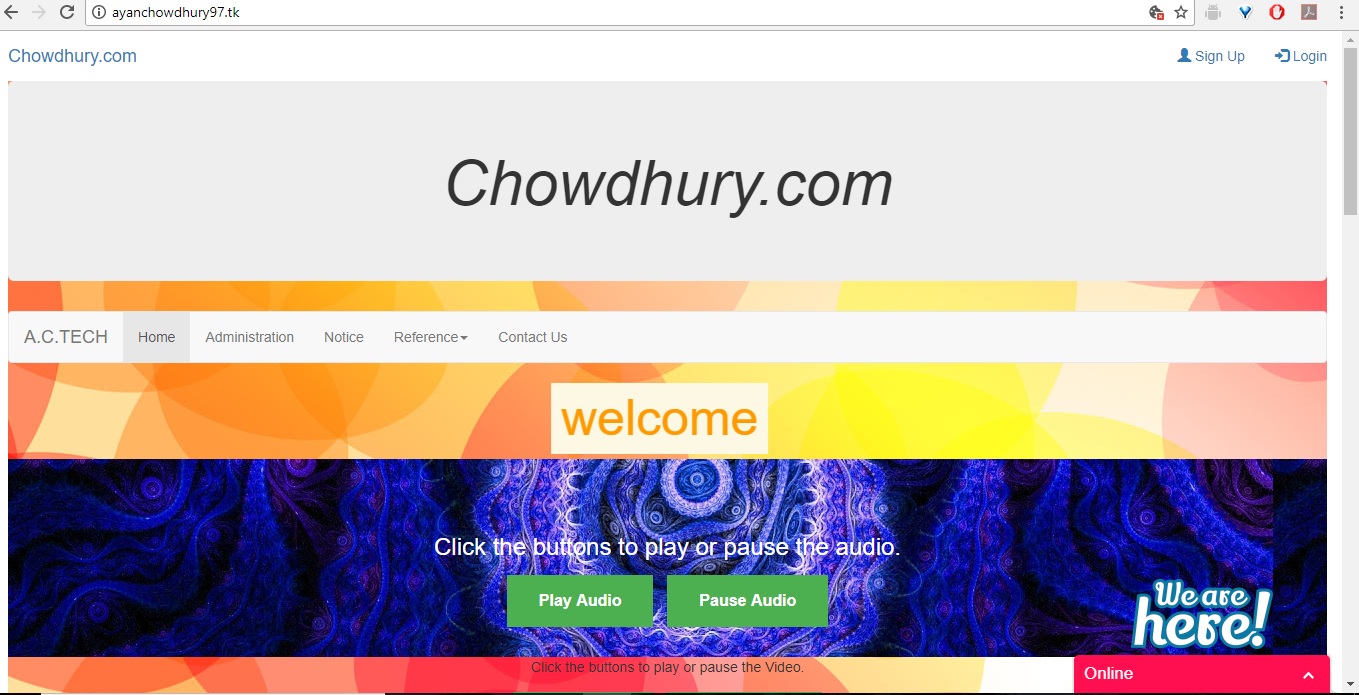 ayanchowdhury97.tk
Chowdhury.com
Sign Up
Login
Chowdhury.com
A.C.TECH Home Administration Notice Reference Contact Us
welcome
Click the buttons to play or pause the audio.
Play Audio Pause Audio
We are
here!
Click the buttons to play or pause the Video.
Online